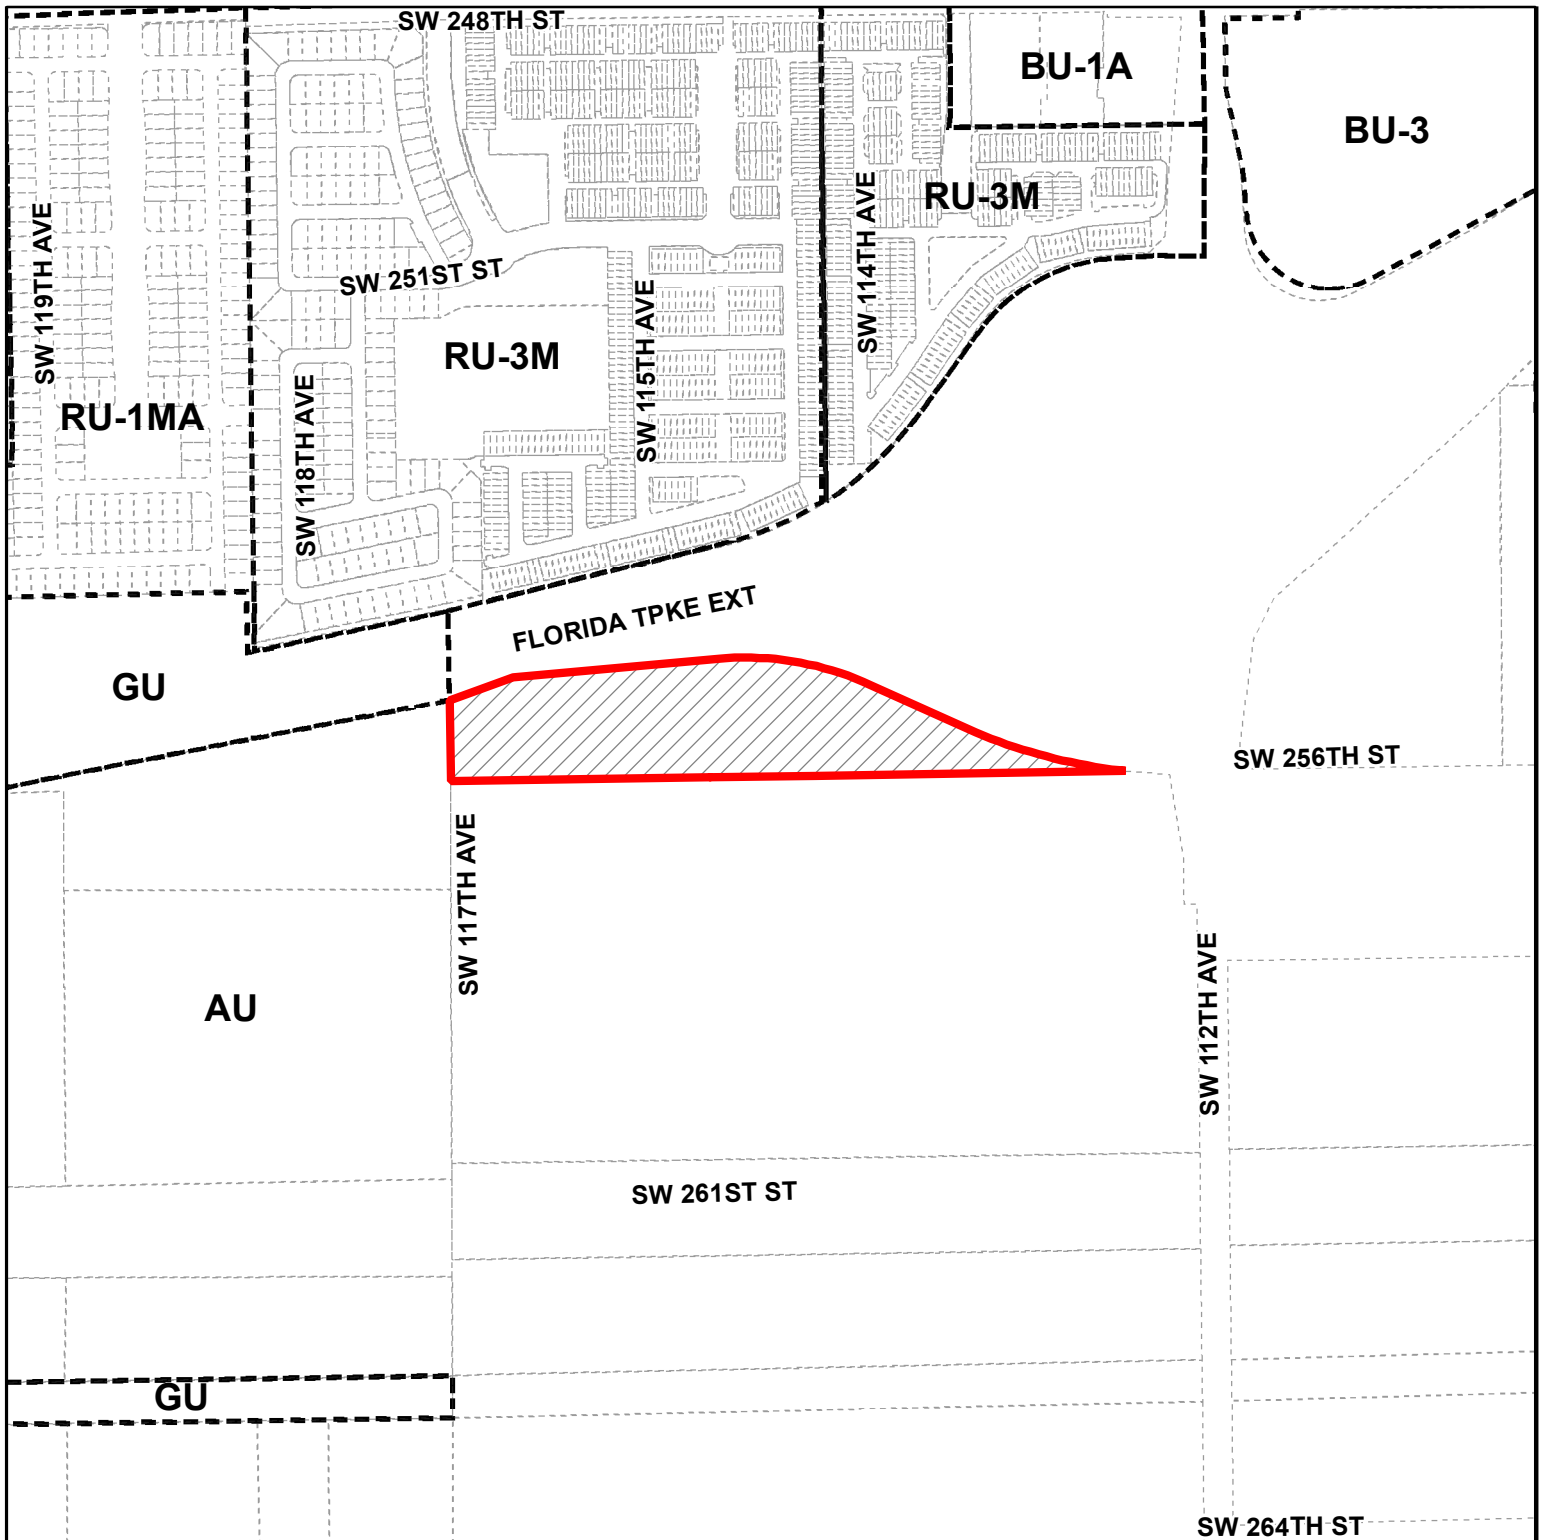 SW 248TH ST
BU-1A
BU-3
SW 119TH AVE
SW 114TH AVE
RU-3M
SW 251ST ST
SW 115TH AVE
RU-3M
RU-1MA
SW 118TH AVE
FLORIDA TPKE EXT
GU
SW 256TH ST
SW 117TH AVE
AU
SW 112TH AVE
SW 261ST ST
GU
SW 264TH ST